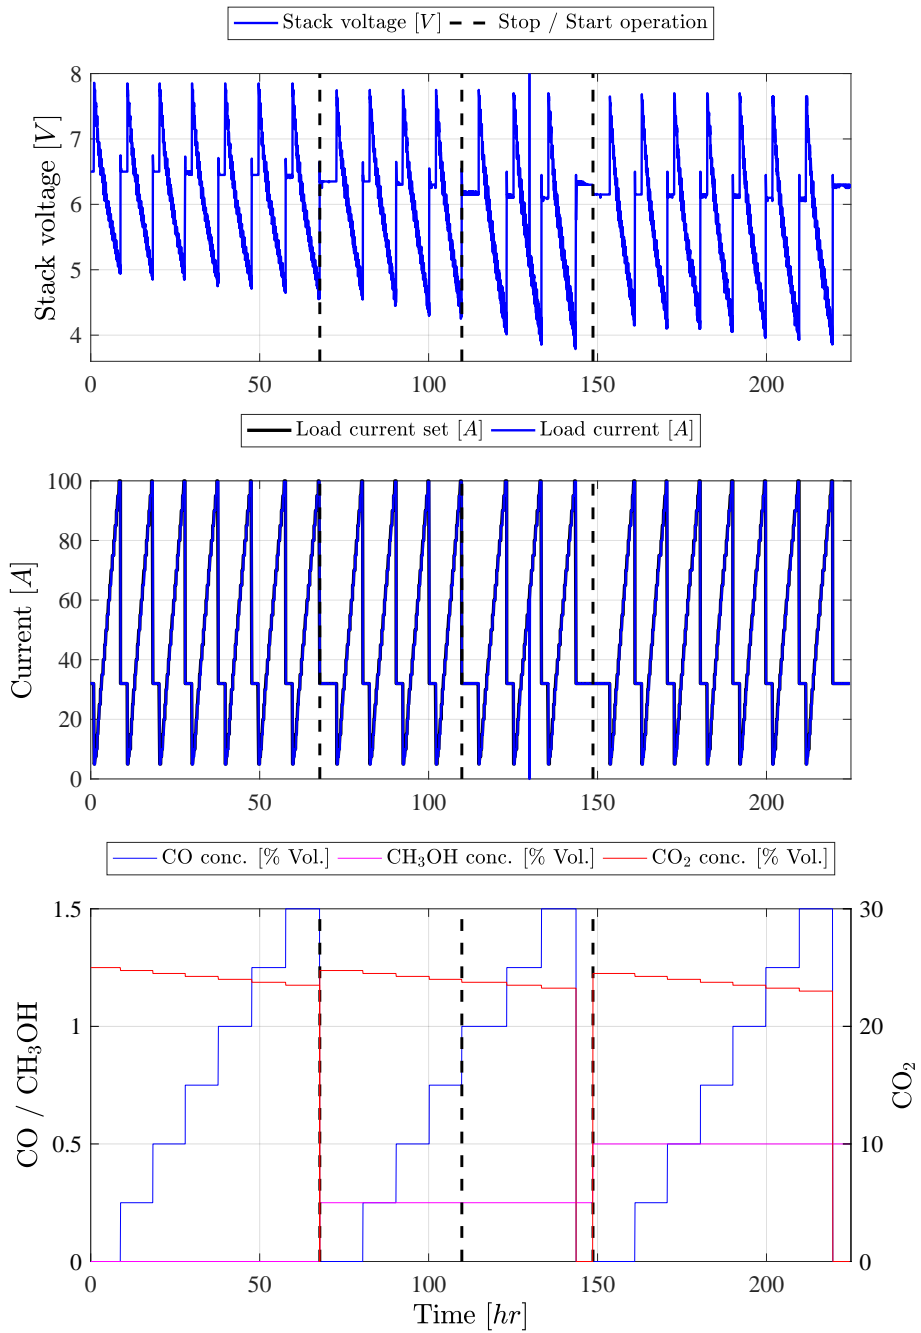 Stack voltage [V] Stop / Start operation
8
7
6
5
4
Stack voltage [V]
0 50 100 150 200
Load current set [A] Load current [A]
100
80
60
40
20
0
Current [A]
0 50 100 150 200
CO conc. [% Vol.] CH₃OH conc. [% Vol.] CO₂ conc. [% Vol.]
1.5 30
1 20
0.5 10
0 0
CO / CH₃OH
CO₂
0 50 100 150 200
Time [hr]